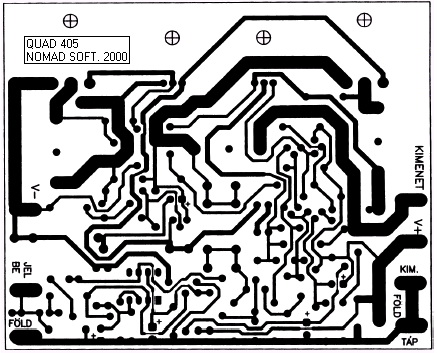 QUAD 405
NOMAD SOFT. 2000
KIMENET
V-
V+
JEL
BE
KIM.
FÖLD
FÖLD
TÁP